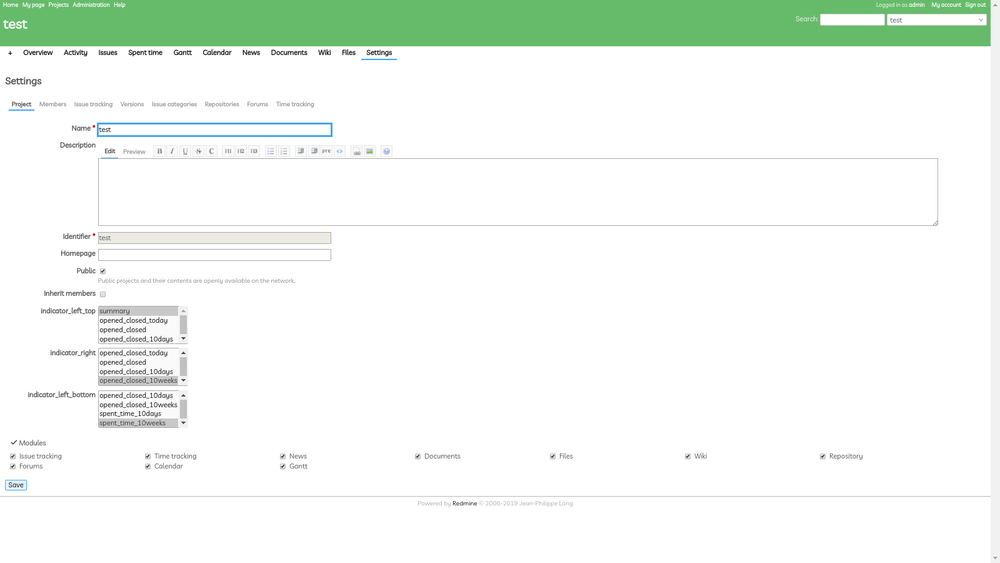 Home My page Projects Administration Help
Logged in as admin My account Sign out
test
Search: test
+ Overview Activity Issues Spent time Gantt Calendar News Documents Wiki Files Settings
Settings
Project Members Issue tracking Versions Issue categories Repositories Forums Time tracking
Name * test
Description Edit Preview B I U S C H1 H2 H3 pre <>
Identifier * test
Homepage
Public
Public projects and their contents are openly available on the network.
Inherit members
indicator_left_top summary
opened_closed_today
opened_closed
opened_closed_10days
indicator_right opened_closed_today
opened_closed
opened_closed_10days
opened_closed_10weeks
indicator_left_bottom opened_closed_10days
opened_closed_10weeks
spent_time_10days
spent_time_10weeks
Modules
Issue tracking Time tracking News Documents Files Wiki Repository
Forums Calendar Gantt
Save
Powered by Redmine © 2006-2019 Jean-Philippe Lang